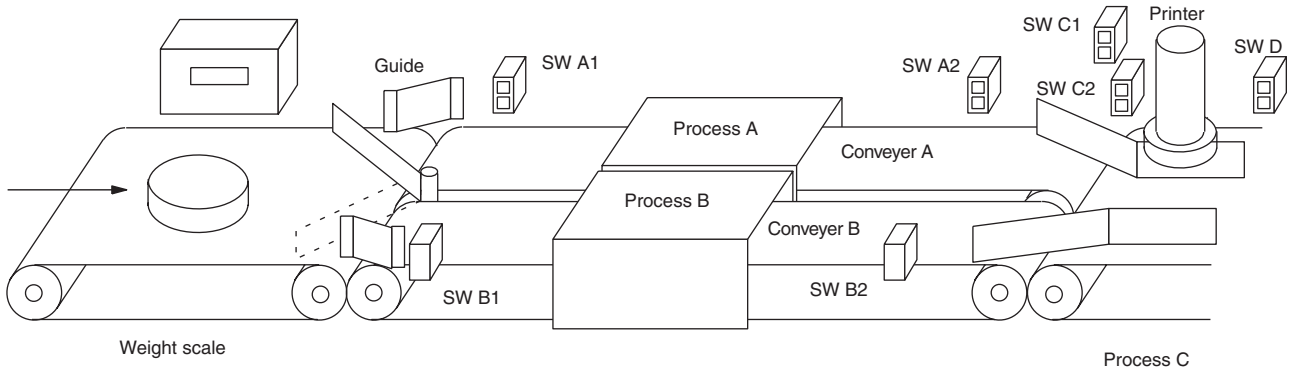 SW C1
Printer
Guide
SW A1
SW A2
SW D
SW C2
Process A
Conveyer A
Process B
Conveyer B
SW B1
SW B2
Weight scale
Process C